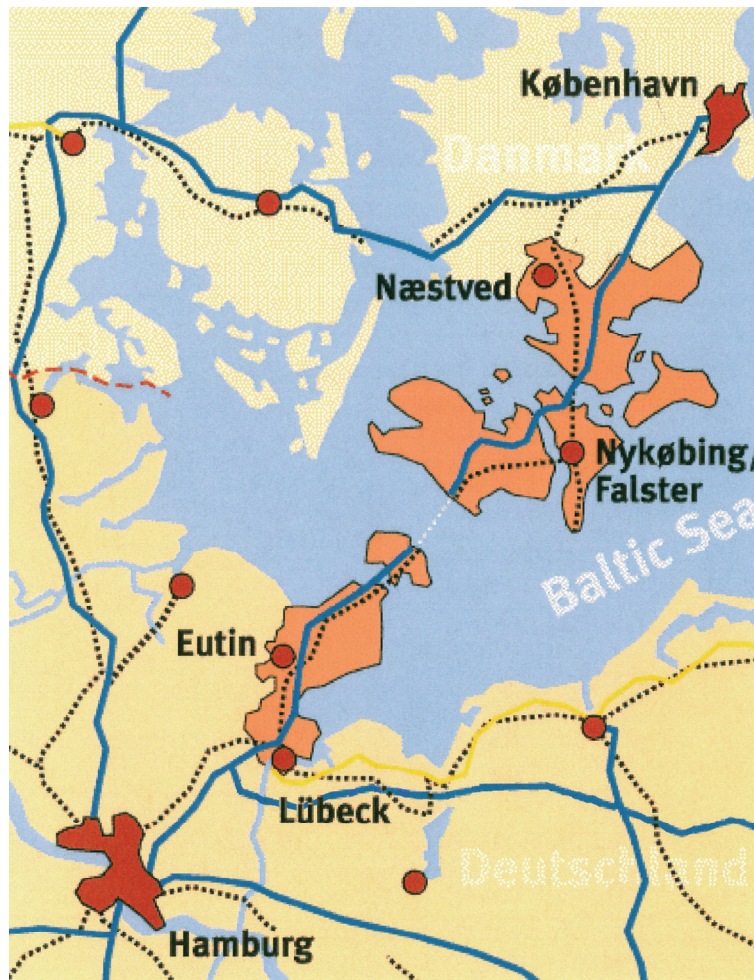 København
Danmark
Næstved
Nykøbing/
Falster
Baltic Sea
Eutin
Lübeck
Deutschland
Hamburg